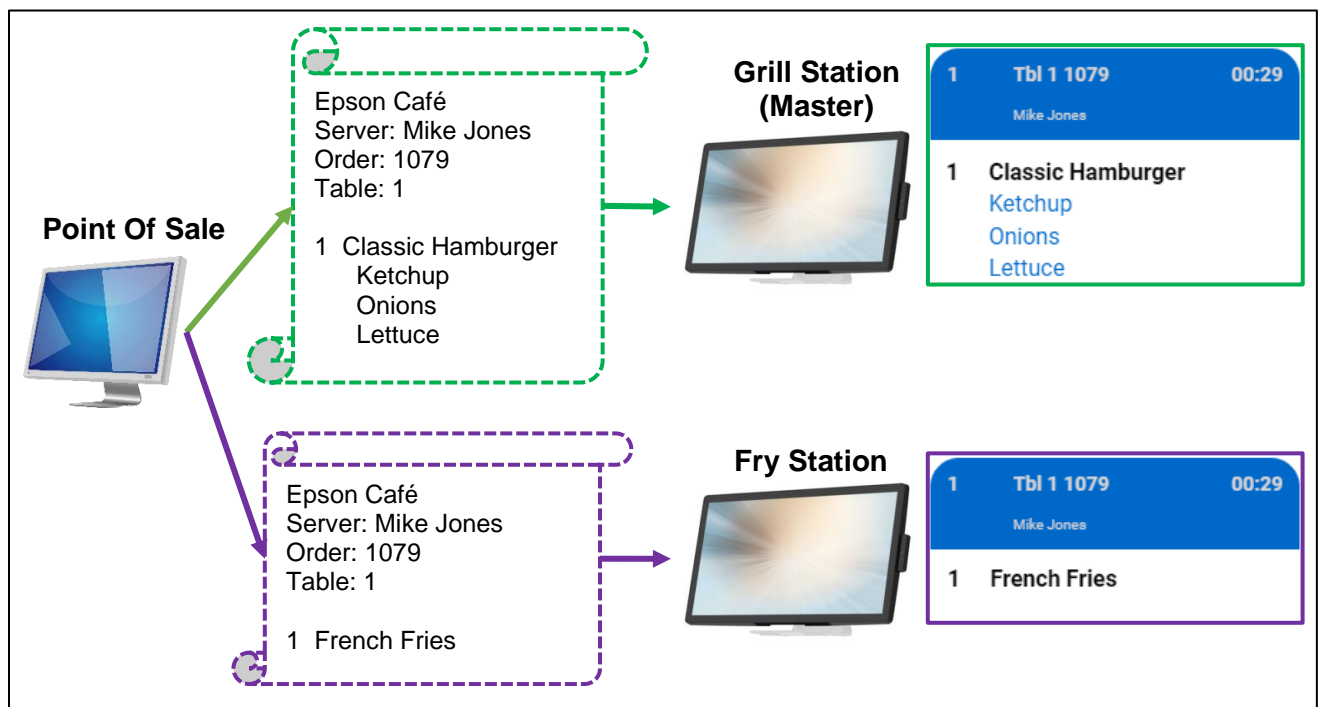 Point Of Sale
Epson Café
Server: Mike Jones
Order: 1079
Table: 1
1 Classic Hamburger
Ketchup
Onions
Lettuce
Grill Station
(Master)
1 Tbl 1 1079 00:29
Mike Jones
1 Classic Hamburger
Ketchup
Onions
Lettuce
Epson Café
Server: Mike Jones
Order: 1079
Table: 1
1 French Fries
Fry Station
1 Tbl 1 1079 00:29
Mike Jones
1 French Fries